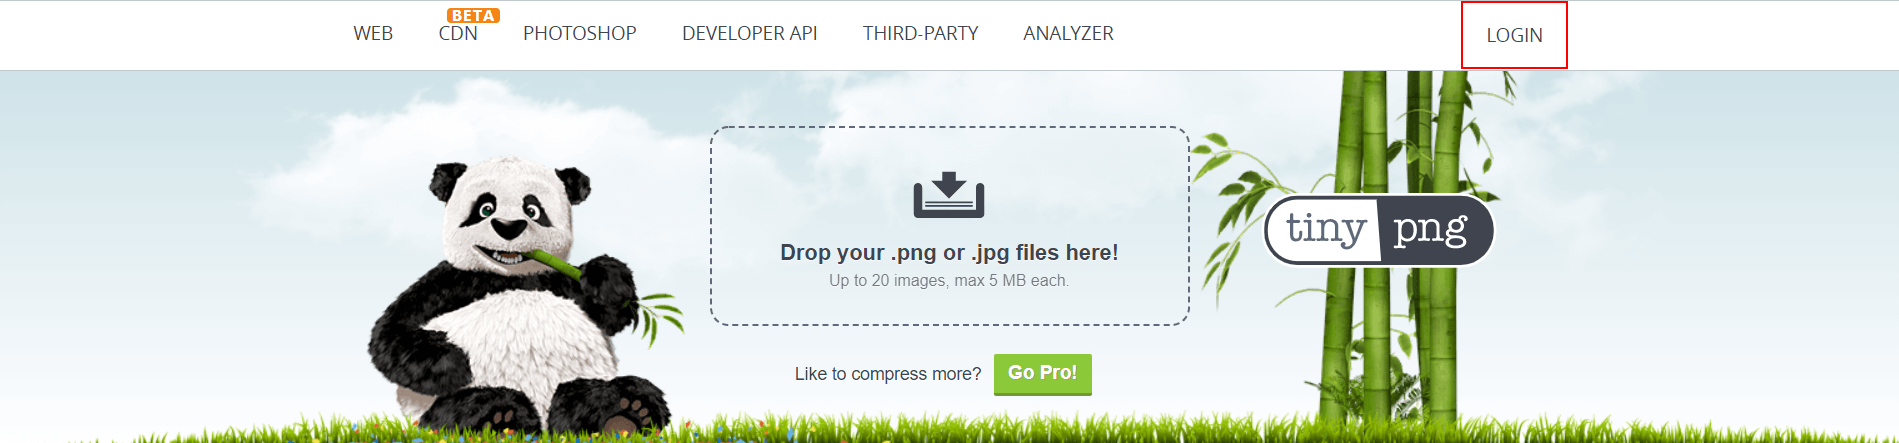 BETA
WEB CDN PHOTOSHOP DEVELOPER API THIRD-PARTY ANALYZER LOGIN
tiny png
Drop your .png or .jpg files here!
Up to 20 images, max 5 MB each.
Like to compress more? Go Pro!